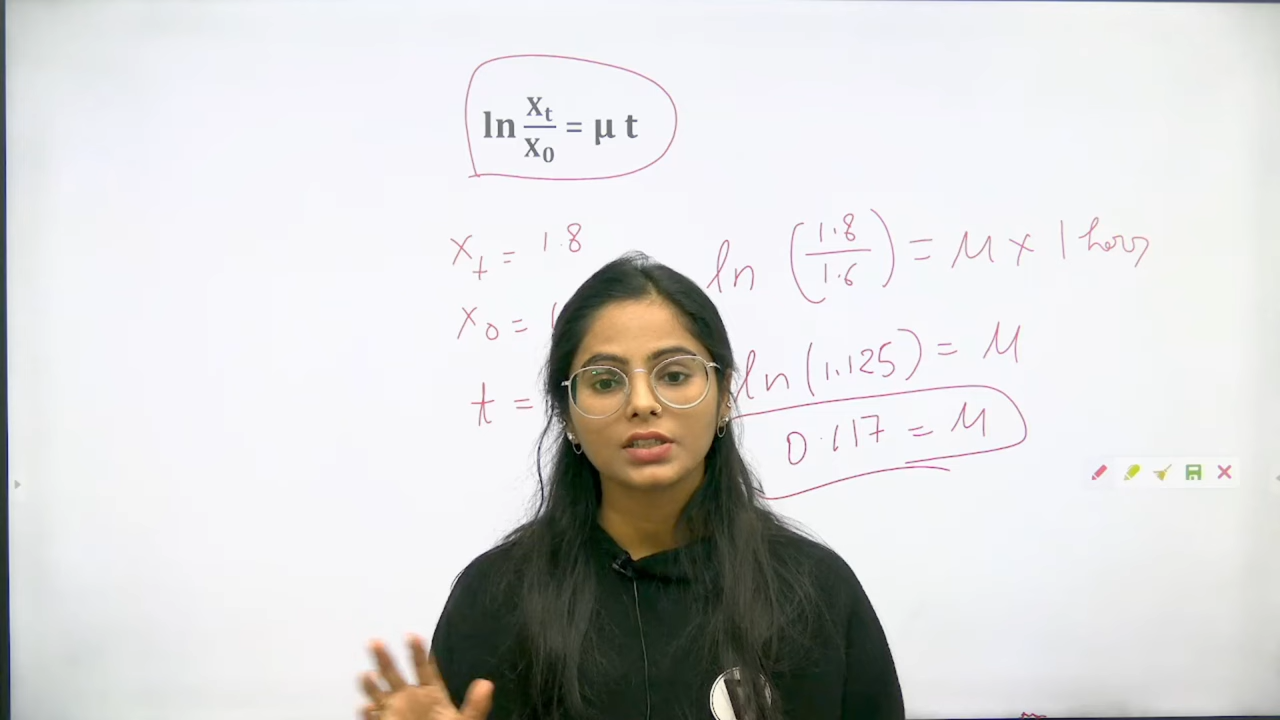 ln Xt/X0 = μ t
Xt = 1.8
X0 =
t =
ln (1.8/1.6) = μ × 1 hour
ln(1.125) = μ
0.117 = μ